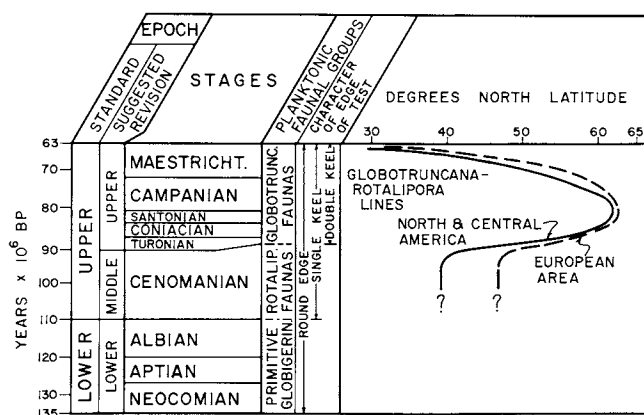 EPOCH
STANDARD
SUGGESTED
REVISION
STAGES
PLANKTONIC
FAUNAL GROUPS
CHARACTER
OF EDGE
OF TEST
DEGREES NORTH LATITUDE
30 40 50 60 65
63
70
80
90
100
110
120
130
135
YEARS x 10⁶ BP
UPPER
LOWER
UPPER
MIDDLE
LOWER
MAESTRICHT.
CAMPANIAN
SANTONIAN
CONIACIAN
TURONIAN
CENOMANIAN
ALBIAN
APTIAN
NEOCOMIAN
GLOBOTRUNC.
FAUNAS
ROTALIP.
FAUNAS
PRIMITIVE
GLOBIGERIN.
ROUND EDGE
SINGLE KEEL
DOUBLE KEEL
GLOBOTRUNCANA-
ROTALIPORA
LINES
NORTH & CENTRAL
AMERICA
EUROPEAN
AREA
? ?